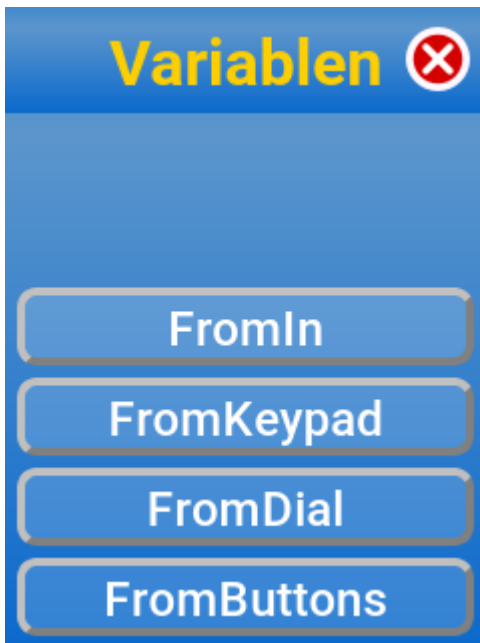 Variablen
FromIn
FromKeypad
FromDial
FromButtons